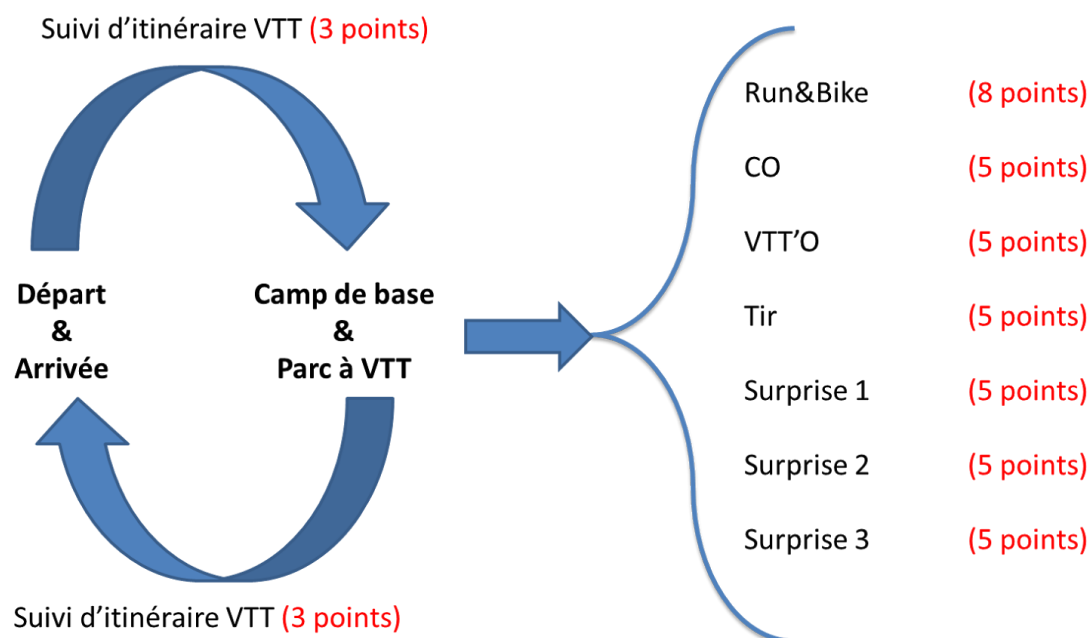 Suivi d’itinéraire VTT (3 points)
Départ
&
Arrivée
Camp de base
&
Parc à VTT
Suivi d’itinéraire VTT (3 points)
Run&Bike (8 points)
CO (5 points)
VTT’O (5 points)
Tir (5 points)
Surprise 1 (5 points)
Surprise 2 (5 points)
Surprise 3 (5 points)